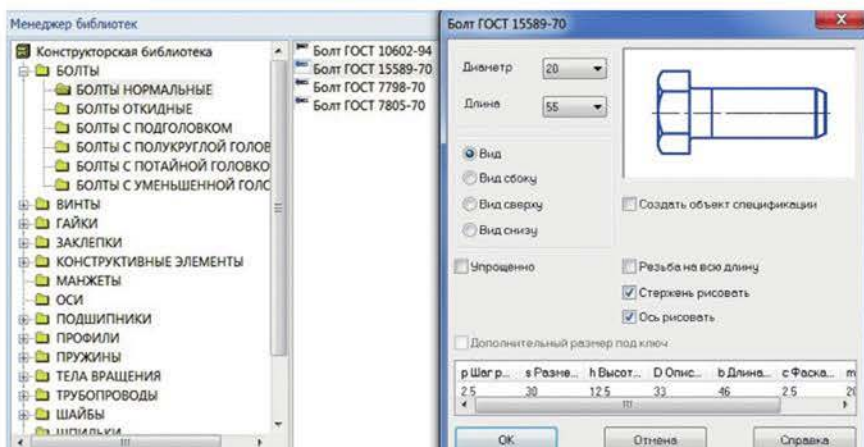 Менеджер библиотек
Конструкторская библиотека
БОЛТЫ
БОЛТЫ НОРМАЛЬНЫЕ
БОЛТЫ ОТКИДНЫЕ
БОЛТЫ С ПОДГОЛОВКОМ
БОЛТЫ С ПОЛУКРУГЛОЙ ГОЛОВ
БОЛТЫ С ПОТАЙНОЙ ГОЛОВКО
БОЛТЫ С УМЕНЬШЕННОЙ ГОЛС
ВИНТЫ
ГАЙКИ
ЗАКЛЕПКИ
КОНСТРУКТИВНЫЕ ЭЛЕМЕНТЫ
МАНЖЕТЫ
ОСИ
ПОДШИПНИКИ
ПРОФИЛИ
ПРУЖИНЫ
ТЕЛА ВРАЩЕНИЯ
ТРУБОПРОВОДЫ
ШАЙБЫ
ШПИЛЬКИ
Болт ГОСТ 10602-94
Болт ГОСТ 15589-70
Болт ГОСТ 7798-70
Болт ГОСТ 7805-70
Болт ГОСТ 15589-70
Диаметр 20
Длина 55
Вид
Вид сбоку
Вид сверху
Вид снизу
Создать объект спецификации
Упрощенно
Резьба на всю длину
Стержень рисовать
Ось рисовать
Дополнительный размер под ключ
p Шаг р... s Разме... h Высот... D Опис... b Длина... c Фаска... m
2.5 30 12.5 33 46 2.5 20
OK Отмена Справка